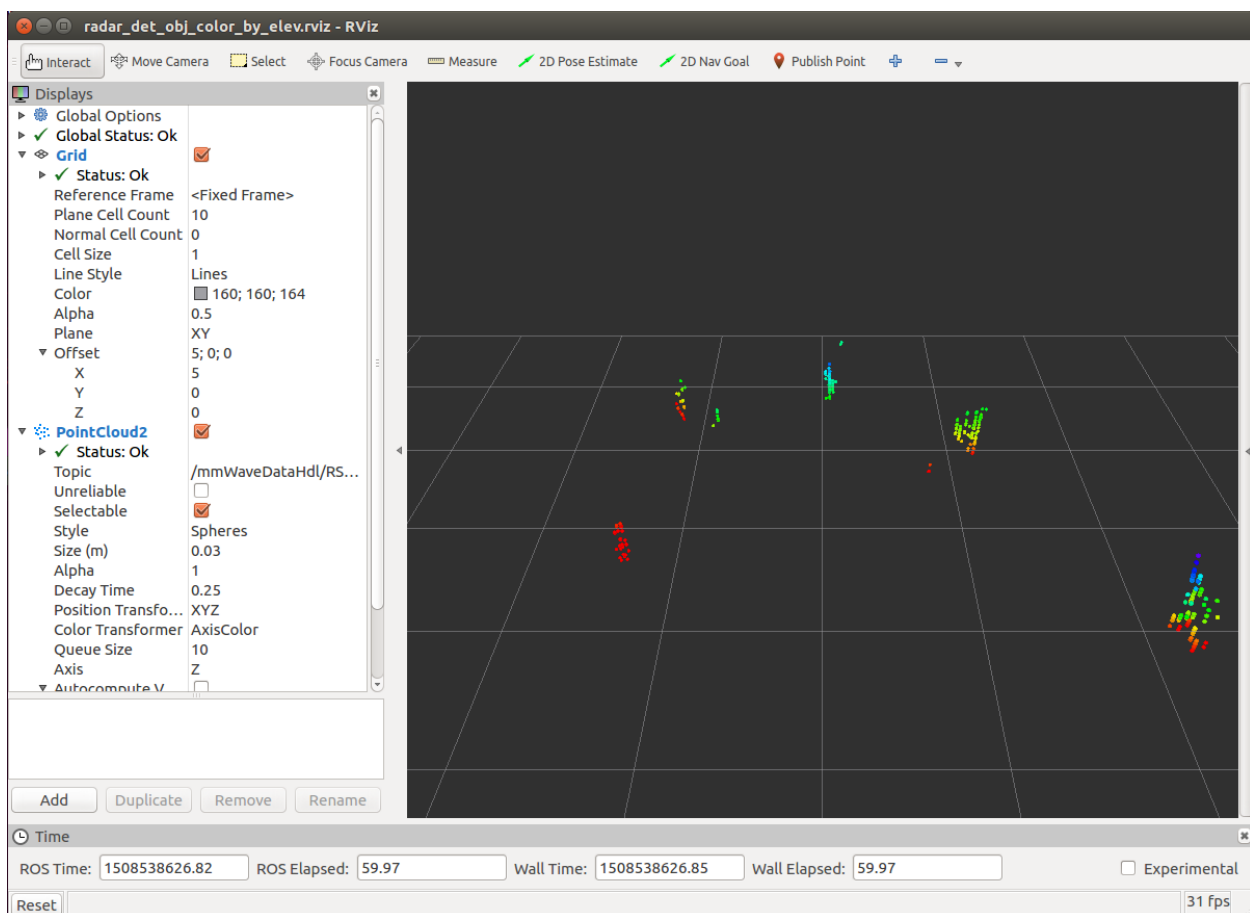 radar_det_obj_color_by_elev.rviz - RViz
Interact Move Camera Select Focus Camera Measure 2D Pose Estimate 2D Nav Goal Publish Point
Displays
Global Options
Global Status: Ok
Grid
Status: Ok
Reference Frame <Fixed Frame>
Plane Cell Count 10
Normal Cell Count 0
Cell Size 1
Line Style Lines
Color 160; 160; 164
Alpha 0.5
Plane XY
Offset 5; 0; 0
X 5
Y 0
Z 0
PointCloud2
Status: Ok
Topic /mmWaveDataHdl/RS...
Unreliable
Selectable
Style Spheres
Size (m) 0.03
Alpha 1
Decay Time 0.25
Position Transfo... XYZ
Color Transformer AxisColor
Queue Size 10
Axis Z
Autocompute V
Add Duplicate Remove Rename
Time
ROS Time: 1508538626.82 ROS Elapsed: 59.97 Wall Time: 1508538626.85 Wall Elapsed: 59.97 Experimental
Reset 31 fps